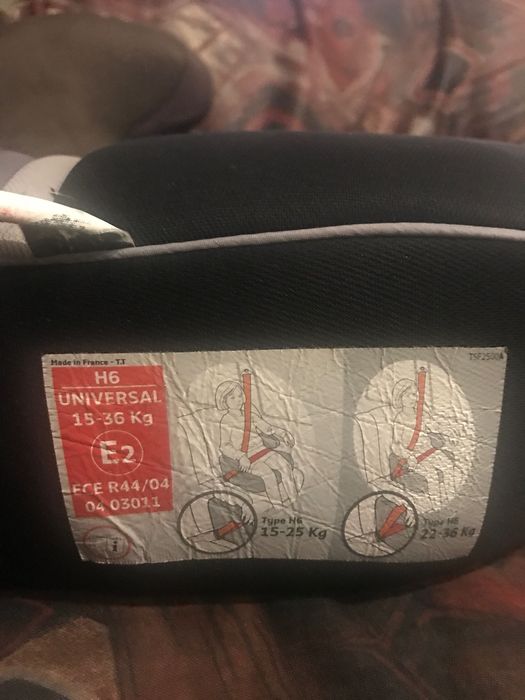 Made in France - T.T
TSF2500A
H6
UNIVERSAL
15-36 Kg
E2
ECE R44/04
04 03011
i
Type H6
15-25 Kg
Type H6
22-36 Kg